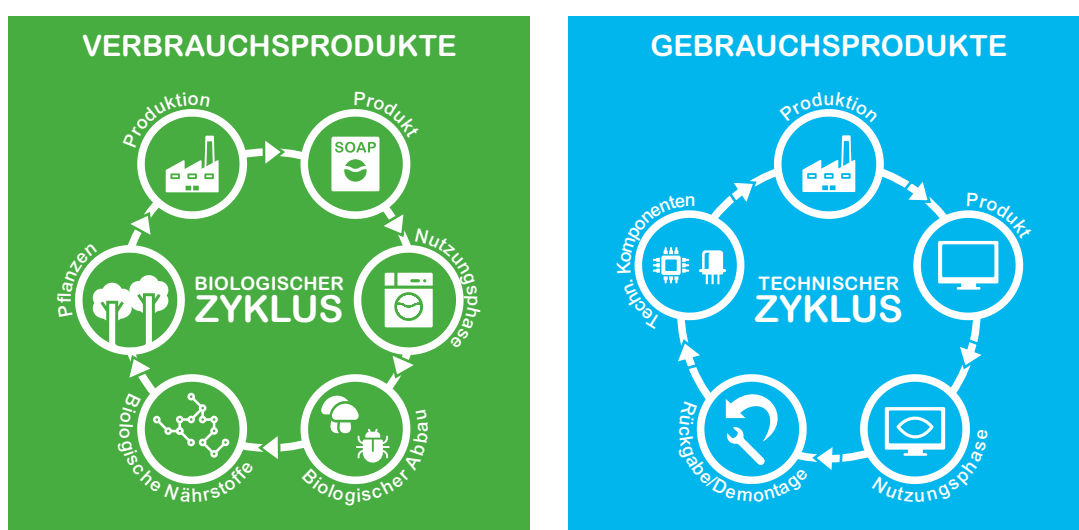 VERBRAUCHSPRODUKTE
Produktion
Produkt
SOAP
Nutzungsphase
Biologischer Abbau
Biologische Nährstoffe
Pflanzen
BIOLOGISCHER
ZYKLUS
GEBRAUCHSPRODUKTE
Produktion
Produkt
Nutzungsphase
Rückgabe/Demontage
Techn. Komponenten
TECHNISCHER
ZYKLUS